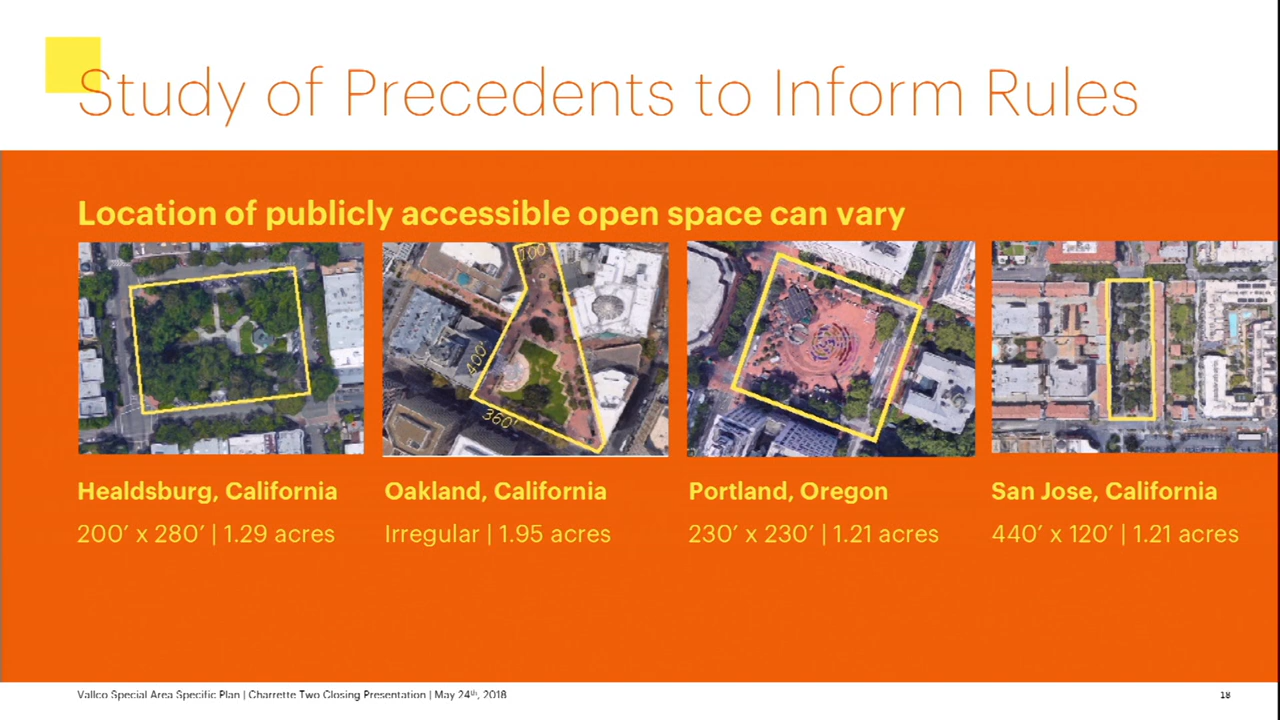 Study of Precedents to Inform Rules
Location of publicly accessible open space can vary
100'
400'
360'
Healdsburg, California
200' x 280' | 1.29 acres
Oakland, California
Irregular | 1.95 acres
Portland, Oregon
230' x 230' | 1.21 acres
San Jose, California
440' x 120' | 1.21 acres
Vallco Special Area Specific Plan | Charrette Two Closing Presentation | May 24th, 2018
18